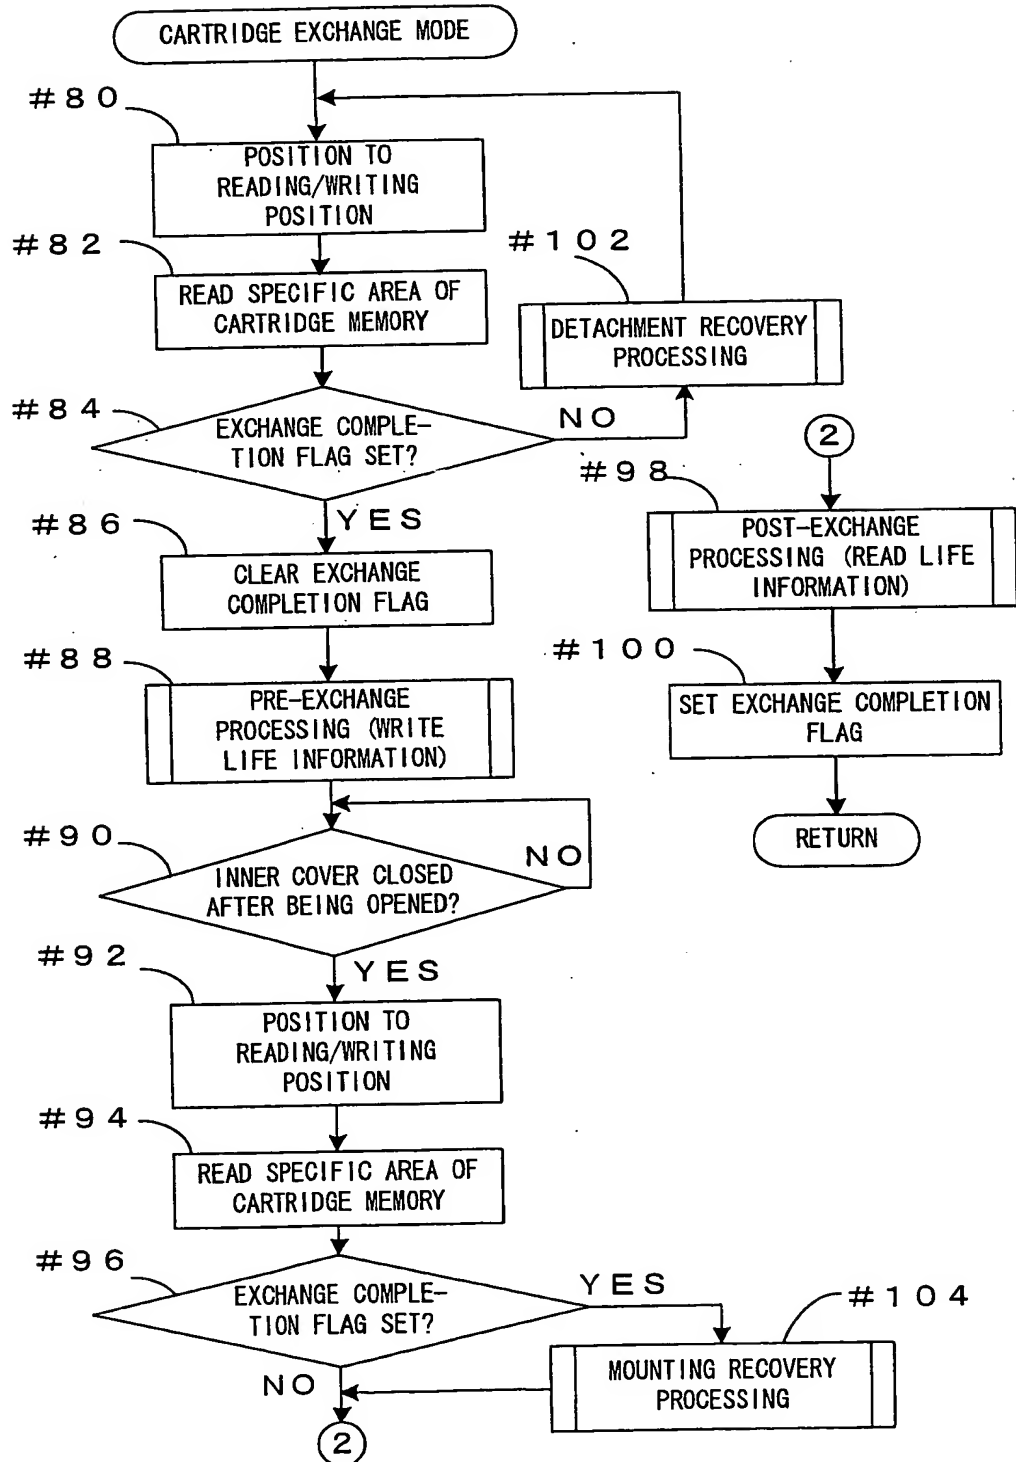 CARTRIDGE EXCHANGE MODE
#80
POSITION TO
READING/WRITING
POSITION
#82
READ SPECIFIC AREA OF
CARTRIDGE MEMORY
#102
DETACHMENT RECOVERY
PROCESSING
#84
EXCHANGE COMPLE-
TION FLAG SET?
NO
YES
#86
CLEAR EXCHANGE
COMPLETION FLAG
#88
PRE-EXCHANGE
PROCESSING (WRITE
LIFE INFORMATION)
#90
INNER COVER CLOSED
AFTER BEING OPENED?
NO
YES
#92
POSITION TO
READING/WRITING
POSITION
#94
READ SPECIFIC AREA OF
CARTRIDGE MEMORY
#96
EXCHANGE COMPLE-
TION FLAG SET?
YES
#104
MOUNTING RECOVERY
PROCESSING
NO
2
2
#98
POST-EXCHANGE
PROCESSING (READ LIFE
INFORMATION)
#100
SET EXCHANGE COMPLETION
FLAG
RETURN